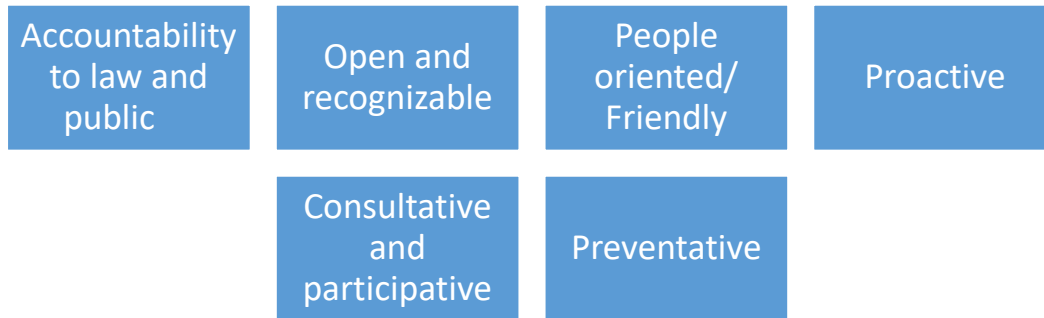 Accountability
to law and
public
Open and
recognizable
People
oriented/
Friendly
Proactive
Consultative
and
participative
Preventative